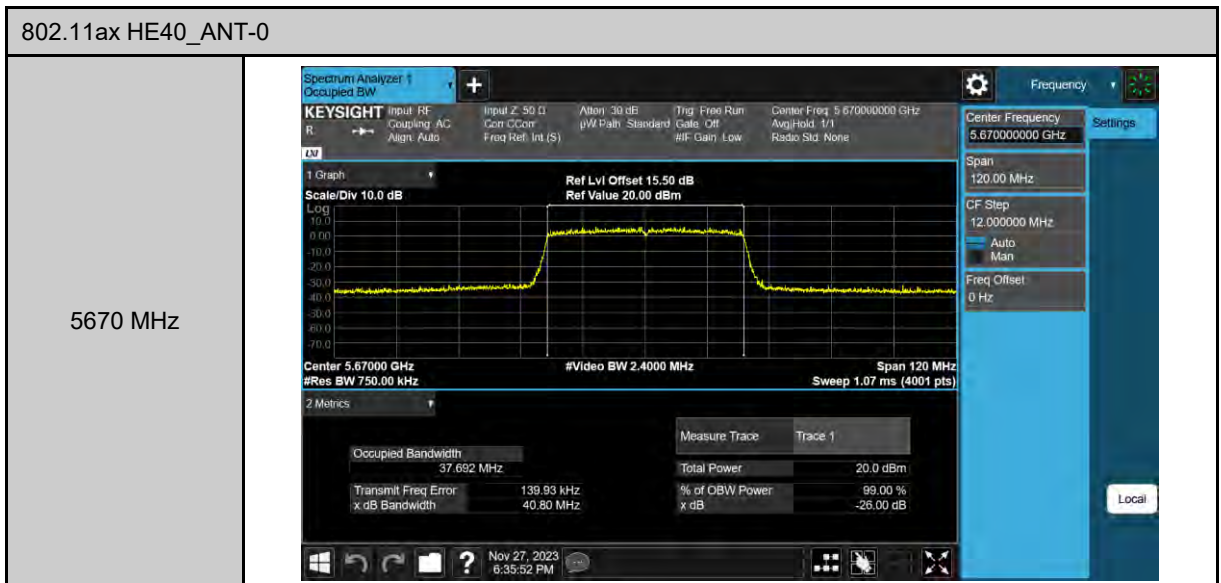 802.11ax HE40_ANT-0
5670 MHz
Spectrum Analyzer 1
Occupied BW
Frequency
KEYSIGHT
R
LXI
Input: RF
Coupling: AC
Align: Auto
Input Z: 50 Ω
Corr CCorr
Freq Ref: Int (S)
Atten: 30 dB
µW Path: Standard
Trig: Free Run
Gate: Off
#IF Gain: Low
Center Freq: 5.670000000 GHz
Avg|Hold: 1/1
Radio Std: None
Center Frequency
5.670000000 GHz
Settings
Span
120.00 MHz
CF Step
12.000000 MHz
Auto
Man
Freq Offset
0 Hz
Local
1 Graph
Scale/Div 10.0 dB
Ref Lvl Offset 15.50 dB
Ref Value 20.00 dBm
Log
10.0
0.00
-10.0
-20.0
-30.0
-40.0
-50.0
-60.0
-70.0
Center 5.67000 GHz
#Video BW 2.4000 MHz
Span 120 MHz
#Res BW 750.00 kHz
Sweep 1.07 ms (4001 pts)
2 Metrics
Measure Trace Trace 1
Occupied Bandwidth
37.692 MHz
Total Power 20.0 dBm
Transmit Freq Error 139.93 kHz
% of OBW Power 99.00 %
x dB Bandwidth 40.80 MHz
x dB -26.00 dB
?
Nov 27, 2023
6:35:52 PM